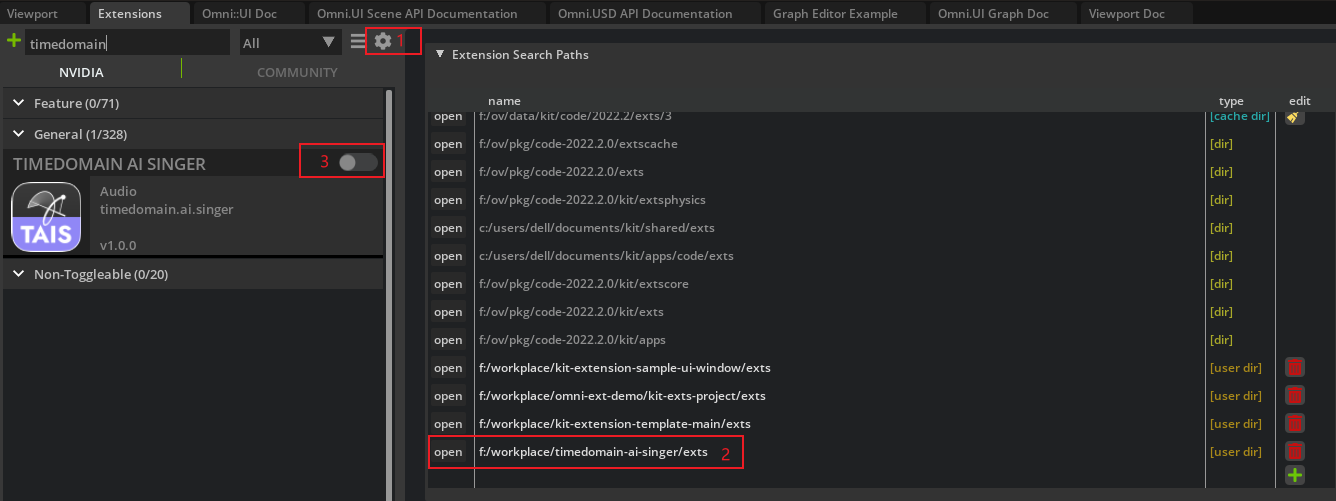 Viewport Extensions Omni::UI Doc Omni.UI Scene API Documentation Omni.USD API Documentation Graph Editor Example Omni.UI Graph Doc Viewport Doc
timedomain All 1
NVIDIA COMMUNITY
Feature (0/71)
General (1/328)
TIMEDOMAIN AI SINGER 3
TAIS
Audio
timedomain.ai.singer
v1.0.0
Non-Toggleable (0/20)
Extension Search Paths
name type edit
open f:/ov/data/kit/code/2022.2/exts/3 [cache dir]
open f:/ov/pkg/code-2022.2.0/extscache [dir]
open f:/ov/pkg/code-2022.2.0/exts [dir]
open f:/ov/pkg/code-2022.2.0/kit/extsphysics [dir]
open c:/users/dell/documents/kit/shared/exts [dir]
open c:/users/dell/documents/kit/apps/code/exts [dir]
open f:/ov/pkg/code-2022.2.0/kit/extscore [dir]
open f:/ov/pkg/code-2022.2.0/kit/exts [dir]
open f:/ov/pkg/code-2022.2.0/kit/apps [dir]
open f:/workplace/kit-extension-sample-ui-window/exts [user dir]
open f:/workplace/omni-ext-demo/kit-exts-project/exts [user dir]
open f:/workplace/kit-extension-template-main/exts [user dir]
open f:/workplace/timedomain-ai-singer/exts 2 [user dir]